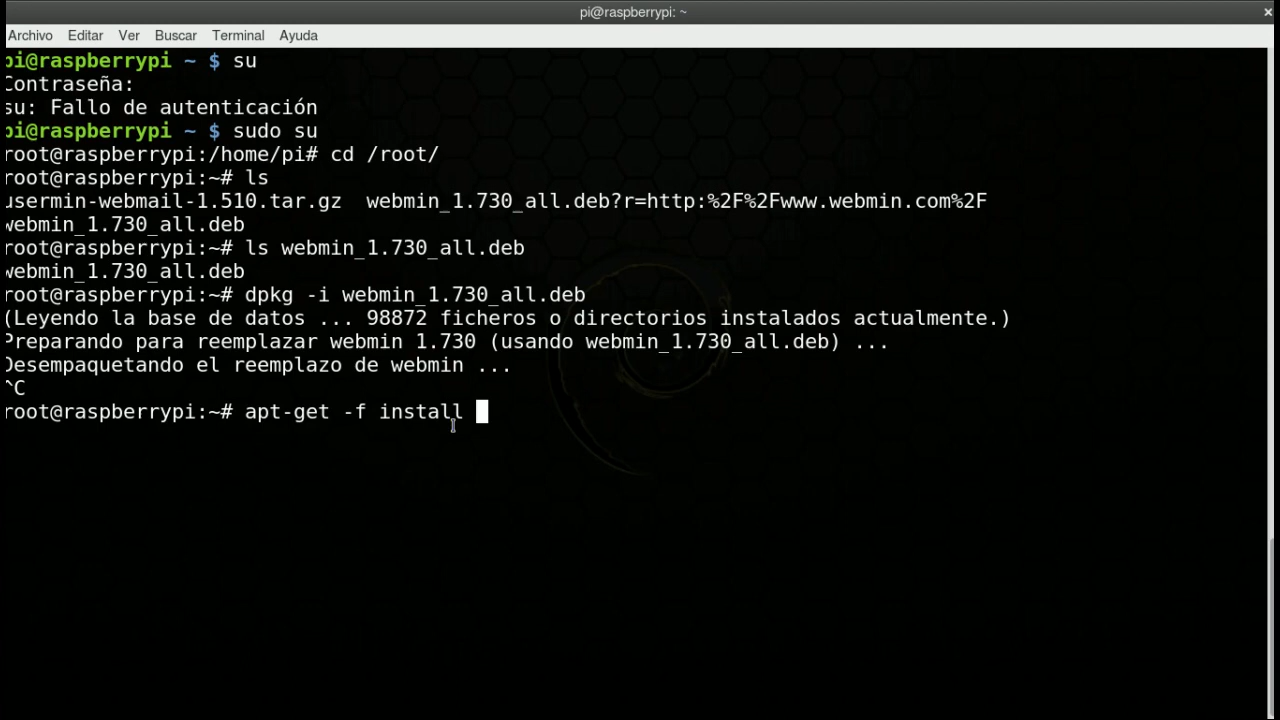 pi@raspberrypi: ~
Archivo Editar Ver Buscar Terminal Ayuda
pi@raspberrypi ~ $ su
Contraseña:
su: Fallo de autenticación
pi@raspberrypi ~ $ sudo su
root@raspberrypi:/home/pi# cd /root/
root@raspberrypi:~# ls
usermin-webmail-1.510.tar.gz  webmin_1.730_all.deb?r=http:%2F%2Fwww.webmin.com%2F
webmin_1.730_all.deb
root@raspberrypi:~# ls webmin_1.730_all.deb
webmin_1.730_all.deb
root@raspberrypi:~# dpkg -i webmin_1.730_all.deb
(Leyendo la base de datos ... 98872 ficheros o directorios instalados actualmente.)
Preparando para reemplazar webmin 1.730 (usando webmin_1.730_all.deb) ...
Desempaquetando el reemplazo de webmin ...
^C
root@raspberrypi:~# apt-get -f install